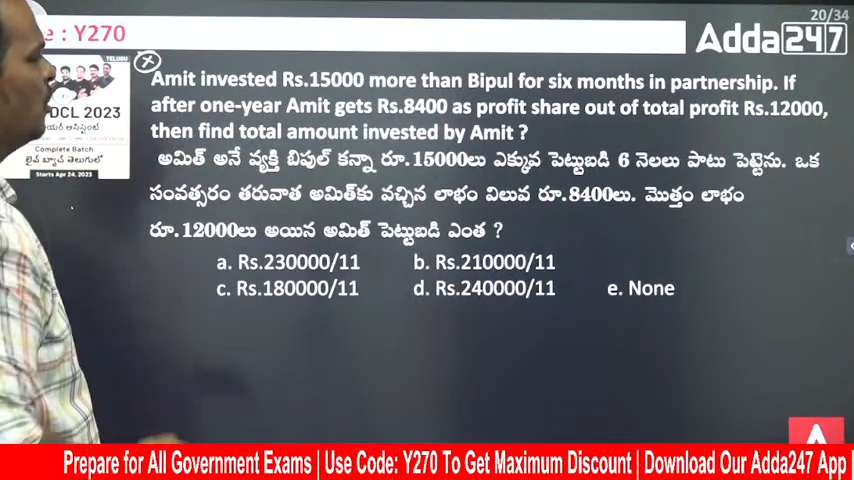 20/34
e : Y270
Adda247
TELUGU
DCL 2023
Complete Batch
లైవ్ బ్యాచ్ తెలుగులో
Starts Apr 24, 2023
Amit invested Rs.15000 more than Bipul for six months in partnership. If
after one-year Amit gets Rs.8400 as profit share out of total profit Rs.12000,
then find total amount invested by Amit ?
అమిత్ అనే వ్యక్తి బిపుల్ కన్నా రూ.15000లు ఎక్కువ పెట్టుబడి 6 నెలలు పాటు పెట్టెను. ఒక
సంవత్సరం తరువాత అమిత్‌కు వచ్చిన లాభం విలువ రూ.8400లు. మొత్తం లాభం
రూ.12000లు అయిన అమిత్ పెట్టుబడి ఎంత ?
a. Rs.230000/11 b. Rs.210000/11
c. Rs.180000/11 d. Rs.240000/11 e. None
Prepare for All Government Exams | Use Code: Y270 To Get Maximum Discount | Download Our Adda247 App |